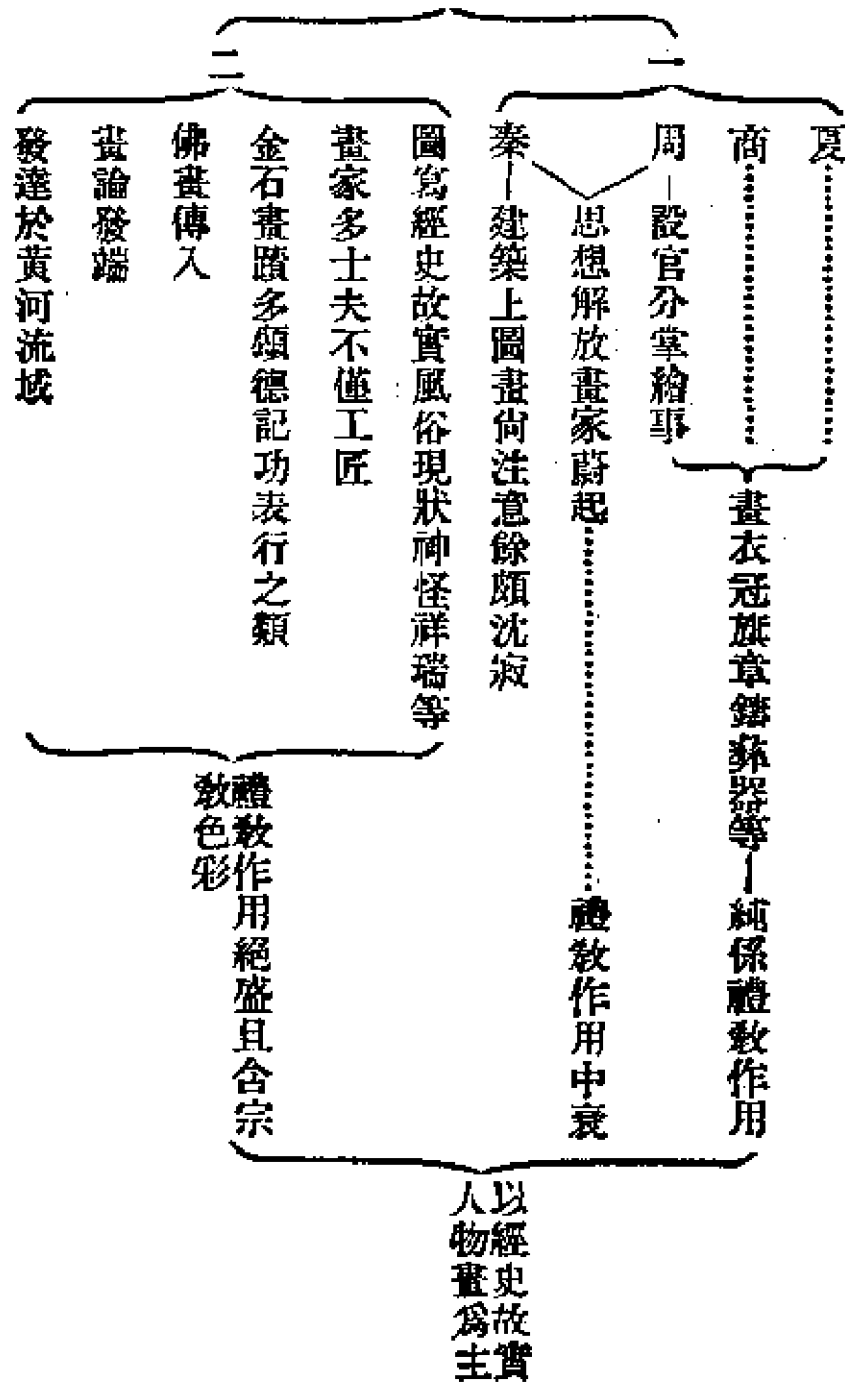 一
夏
商
周—設官分掌繪事
畫衣冠旗章鑄彝器等—純係禮教作用
思想解放畫家蔚起
禮教作用中衰
秦—建築上圖畫尙注意餘頗沈寂
二
圖寫經史故實風俗現狀神怪祥瑞等
畫家多士夫不僅工匠
金石畫蹟多頌德記功表行之類
佛畫傳入
畫論發端
發達於黃河流域
禮教作用絕盛且含宗
教色彩
以經史故實
人物畫爲主